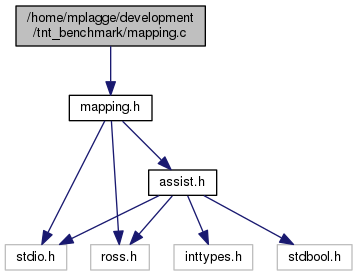 /home/mplagge/development
/tnt_benchmark/mapping.c
mapping.h
assist.h
stdio.h
ross.h
inttypes.h
stdbool.h